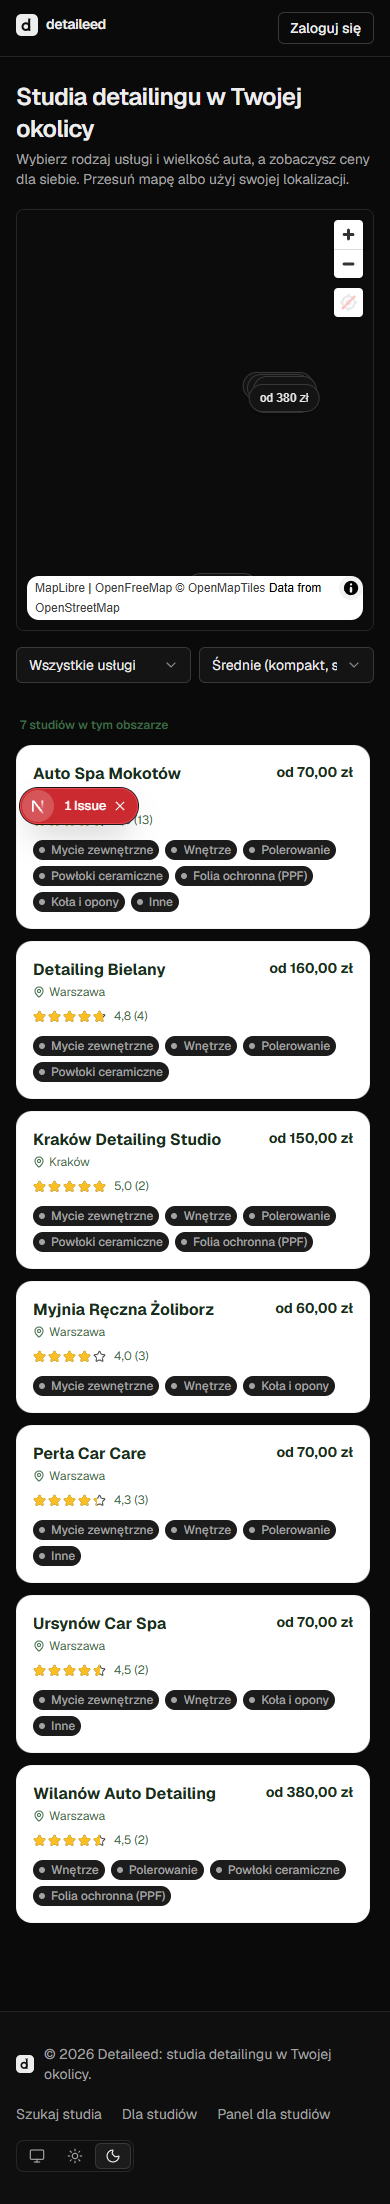 detaileed
Zaloguj się
Studia detailingu w Twojej
okolicy
Wybierz rodzaj usługi i wielkość auta, a zobaczysz ceny
dla siebie. Przesuń mapę albo użyj swojej lokalizacji.
od 380 zł
MapLibre | OpenFreeMap © OpenMapTiles Data from
OpenStreetMap
Wszystkie usługi
Średnie (kompakt, s
7 studiów w tym obszarze
Auto Spa Mokotów
od 70,00 zł
1 Issue
(13)
Mycie zewnętrzne Wnętrze Polerowanie
Powłoki ceramiczne Folia ochronna (PPF)
Koła i opony Inne
Detailing Bielany
od 160,00 zł
Warszawa
4,8 (4)
Mycie zewnętrzne Wnętrze Polerowanie
Powłoki ceramiczne
Kraków Detailing Studio
od 150,00 zł
Kraków
5,0 (2)
Mycie zewnętrzne Wnętrze Polerowanie
Powłoki ceramiczne Folia ochronna (PPF)
Myjnia Ręczna Żoliborz
od 60,00 zł
Warszawa
4,0 (3)
Mycie zewnętrzne Wnętrze Koła i opony
Perła Car Care
od 70,00 zł
Warszawa
4,3 (3)
Mycie zewnętrzne Wnętrze Polerowanie
Inne
Ursynów Car Spa
od 70,00 zł
Warszawa
4,5 (2)
Mycie zewnętrzne Wnętrze Koła i opony
Inne
Wilanów Auto Detailing
od 380,00 zł
Warszawa
4,5 (2)
Wnętrze Polerowanie Powłoki ceramiczne
Folia ochronna (PPF)
© 2026 Detaileed: studia detailingu w Twojej
okolicy.
Szukaj studia Dla studiów Panel dla studiów